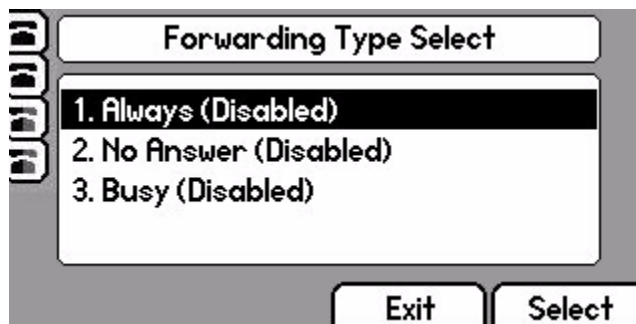 Forwarding Type Select
1. Always (Disabled)
2. No Answer (Disabled)
3. Busy (Disabled)
Exit Select